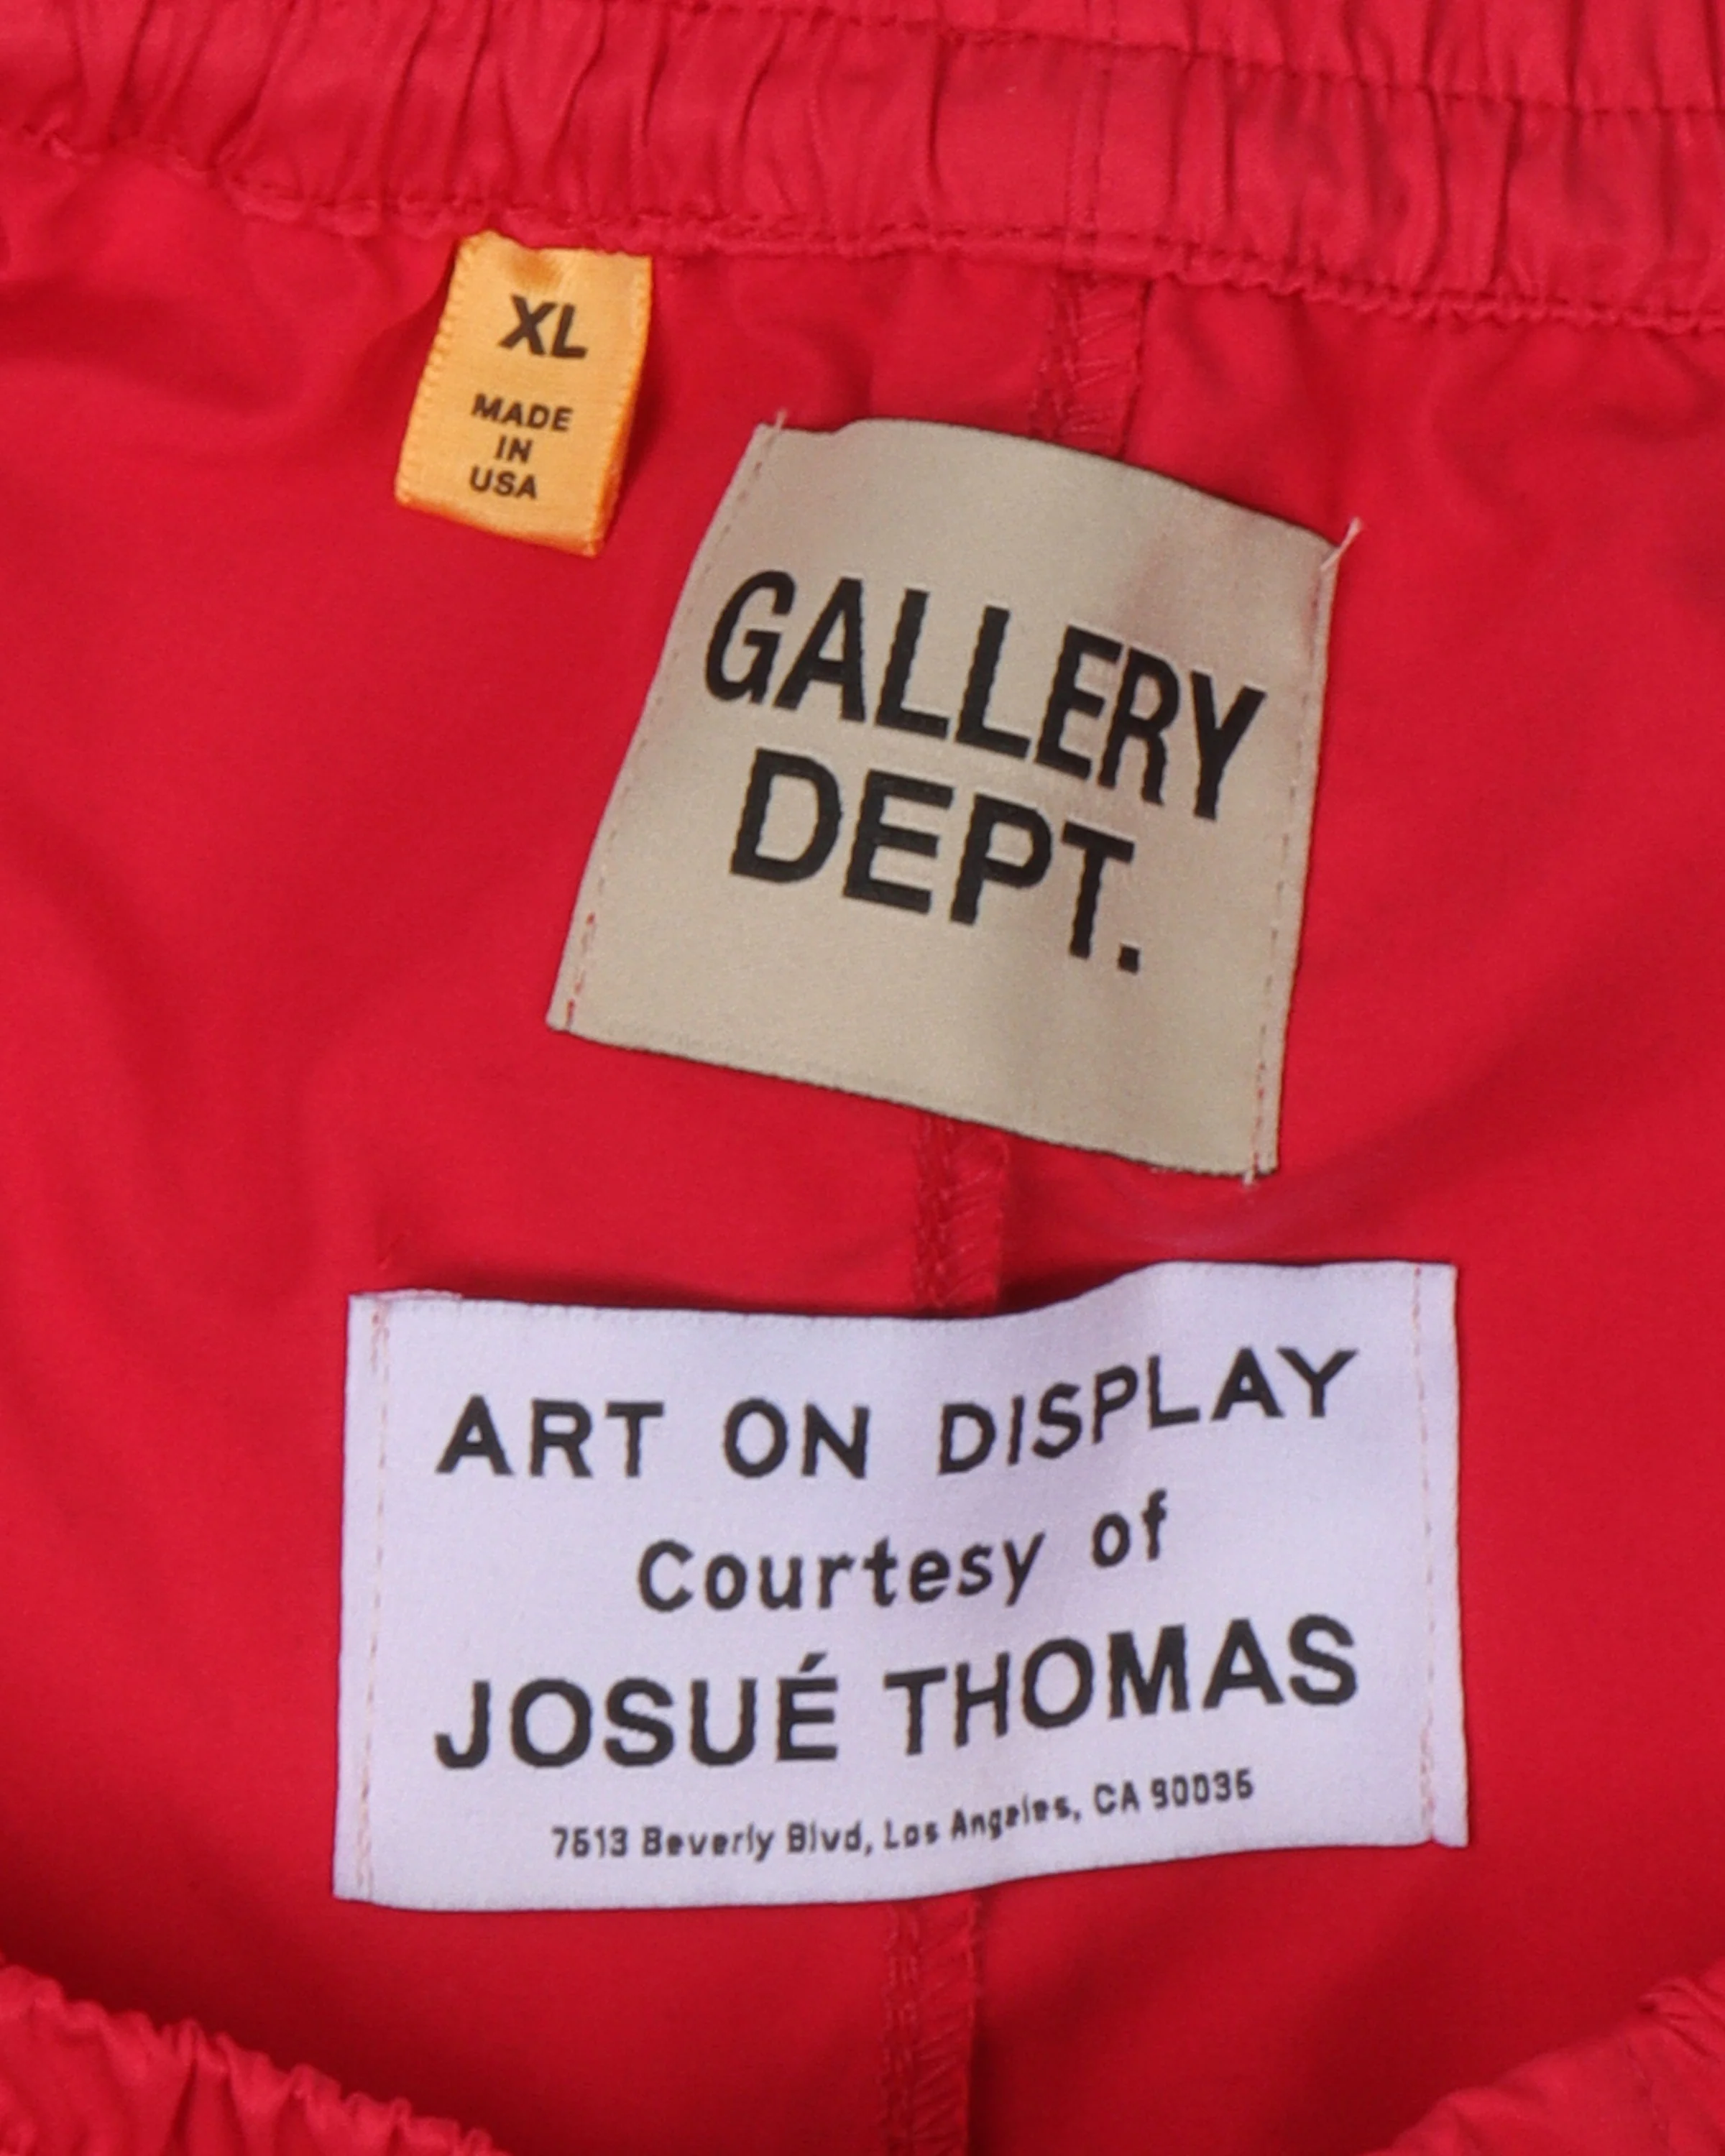 XL
MADE
IN
USA
GALLERY
DEPT.
ART ON DISPLAY
Courtesy of
JOSUÉ THOMAS
7613 Beverly Blvd, Los Angeles, CA 90036